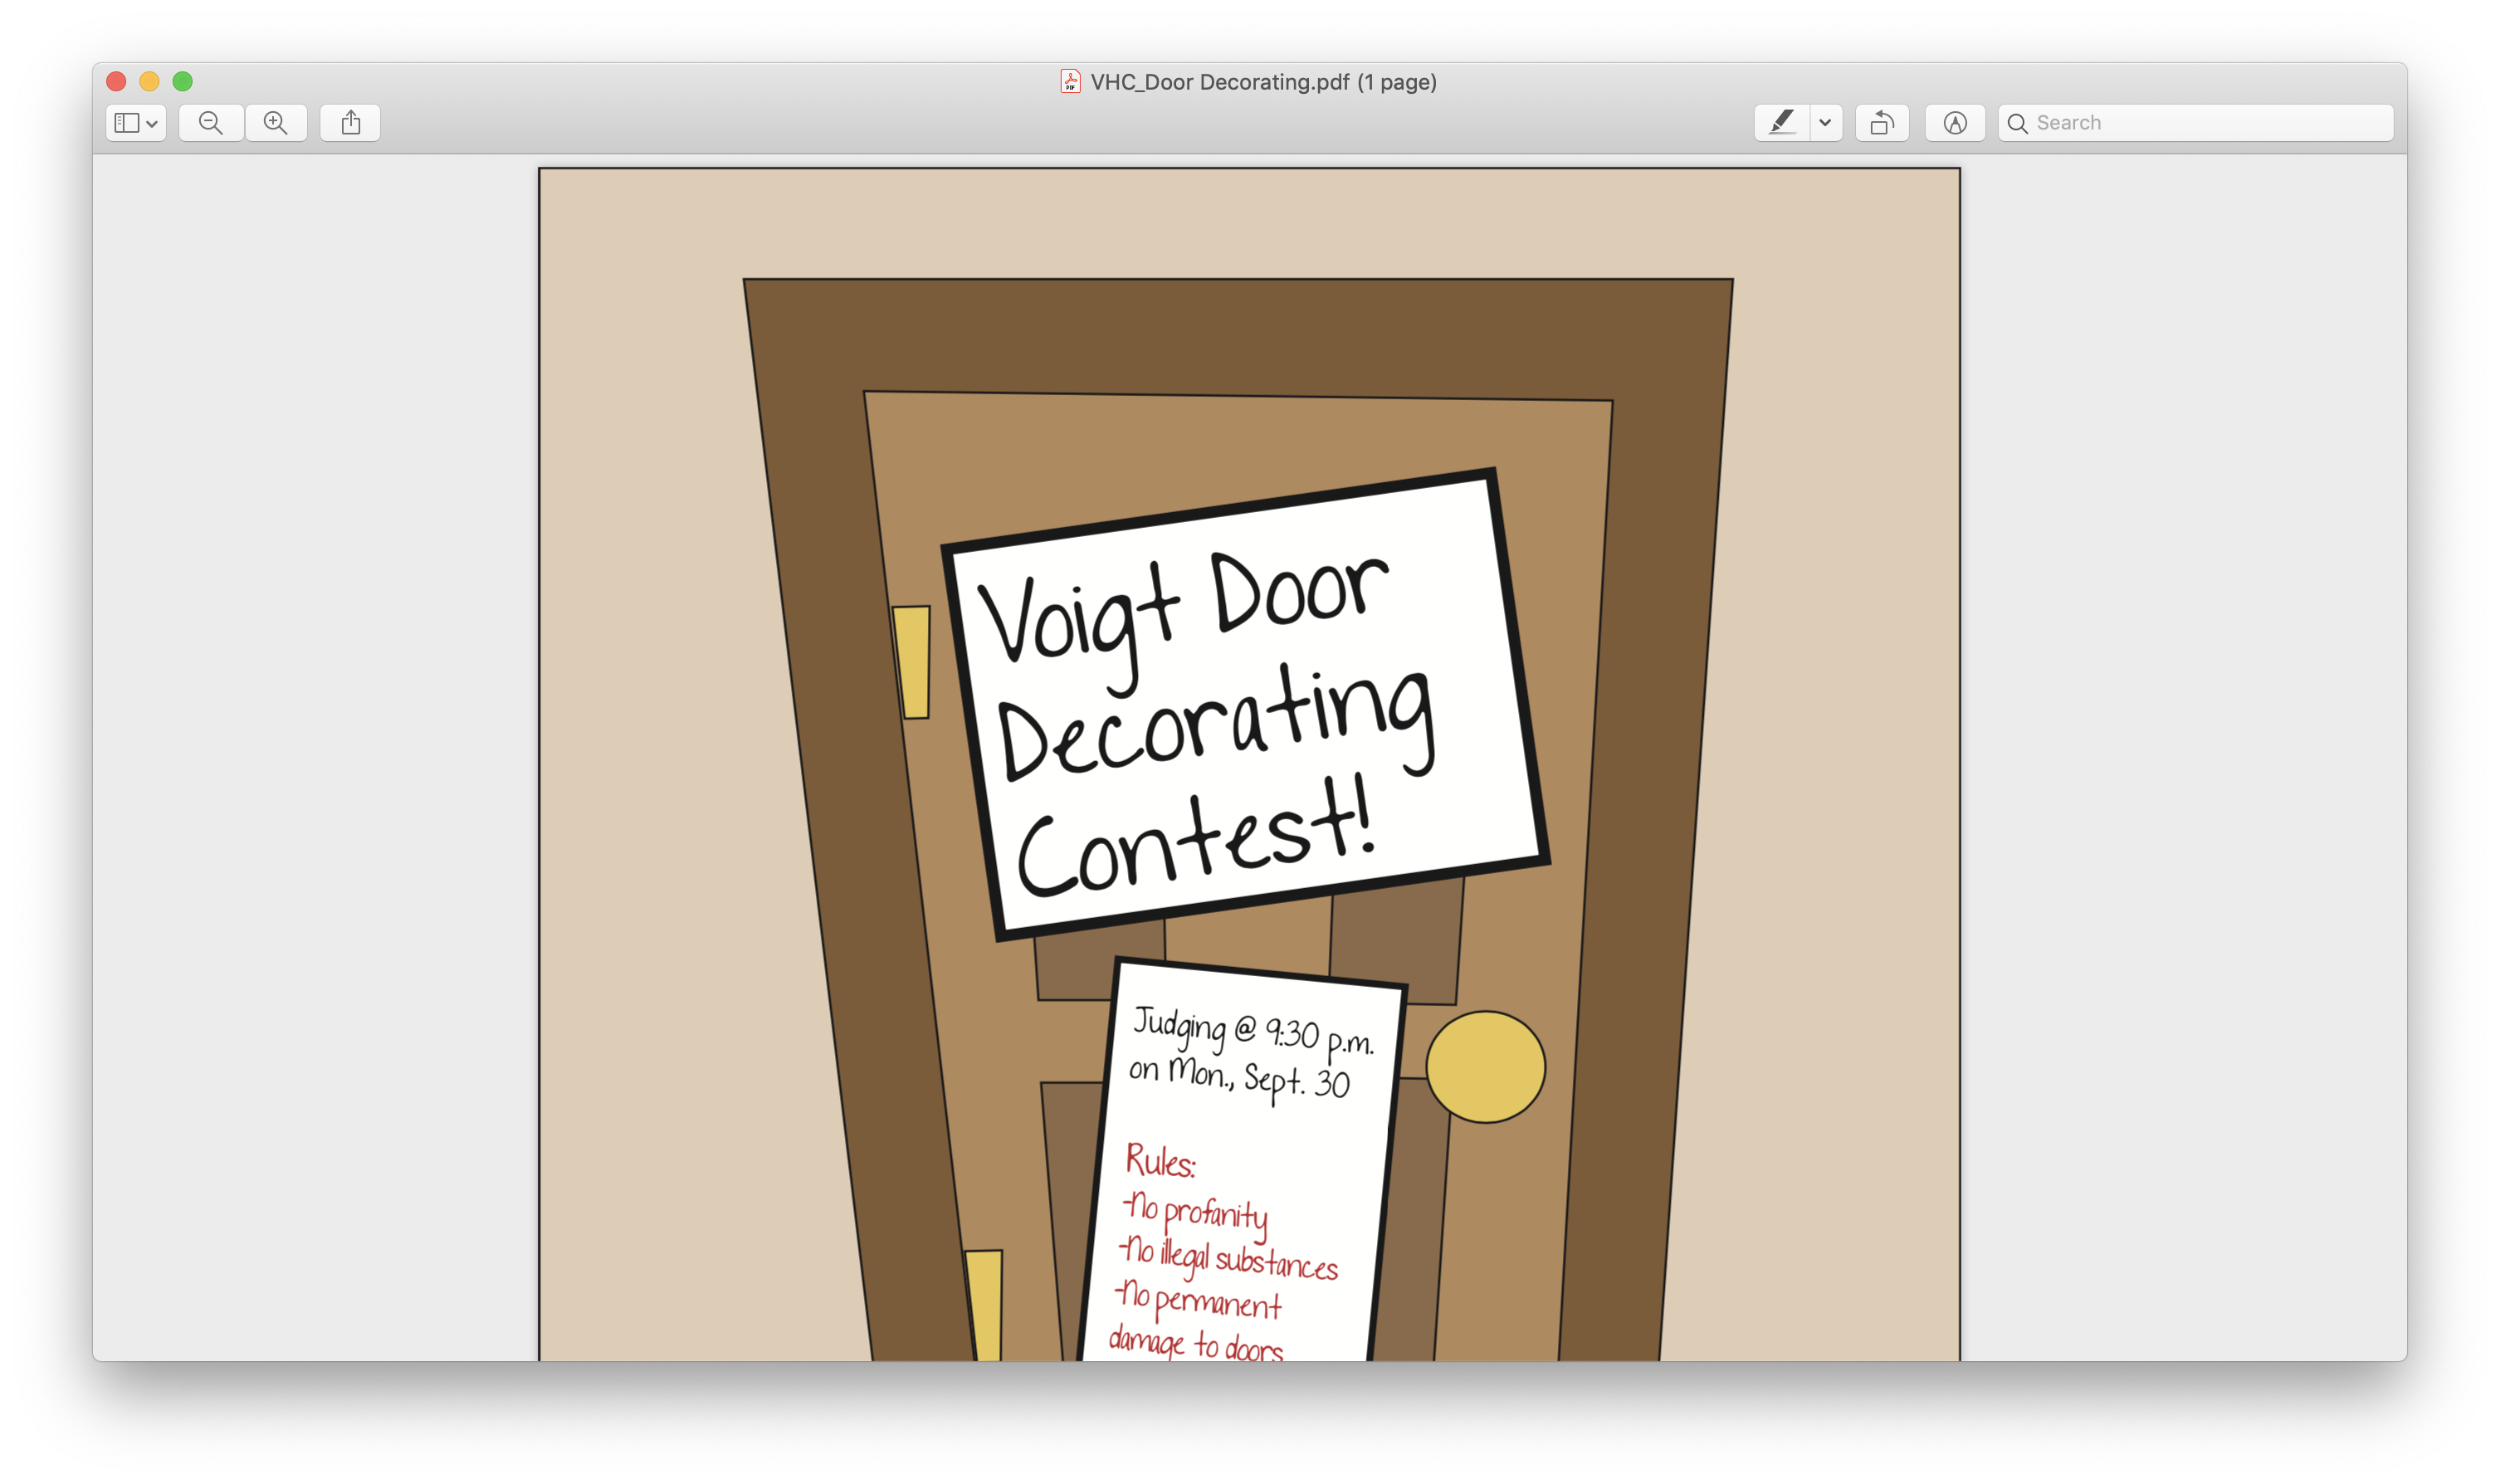 VHC_Door Decorating.pdf (1 page)
Search
Voigt Door
Decorating
Contest!
Judging @ 9:30 p.m.
on Mon., Sept. 30
Rules:
-No profanity
-No illegal substances
-No permanent
damage to doors